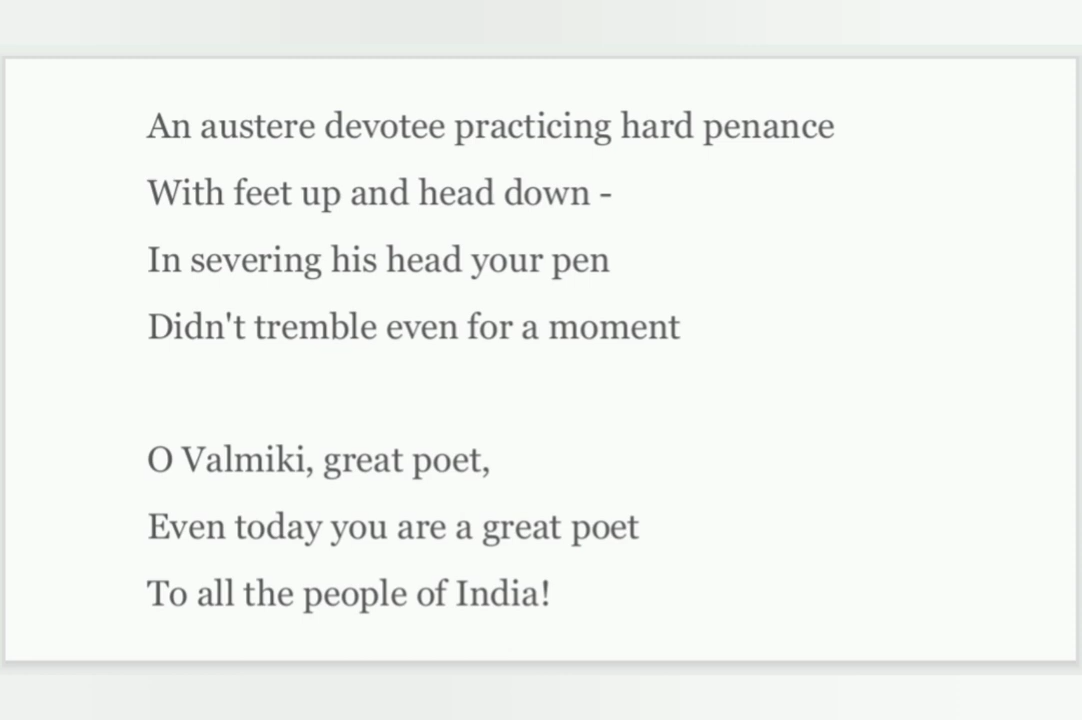 An austere devotee practicing hard penance
With feet up and head down -
In severing his head your pen
Didn't tremble even for a moment
O Valmiki, great poet,
Even today you are a great poet
To all the people of India!